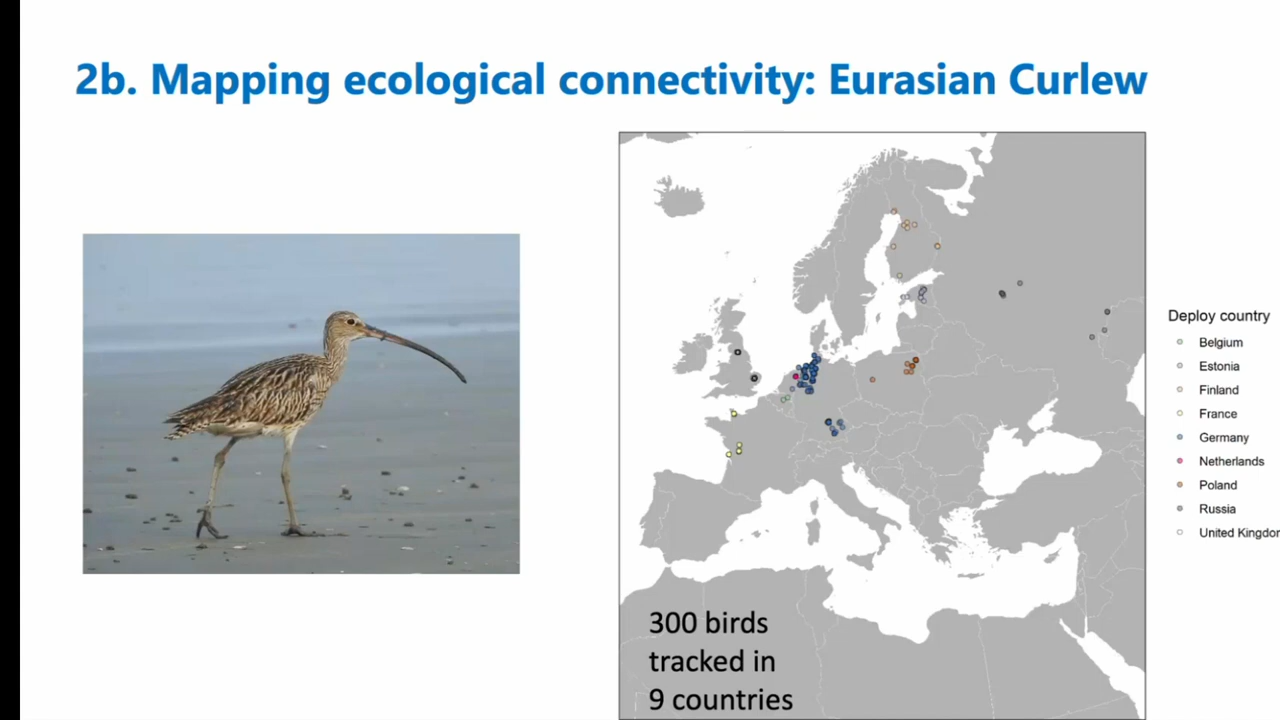 2b. Mapping ecological connectivity: Eurasian Curlew
Deploy country
Belgium
Estonia
Finland
France
Germany
Netherlands
Poland
Russia
United Kingdom
300 birds
tracked in
9 countries